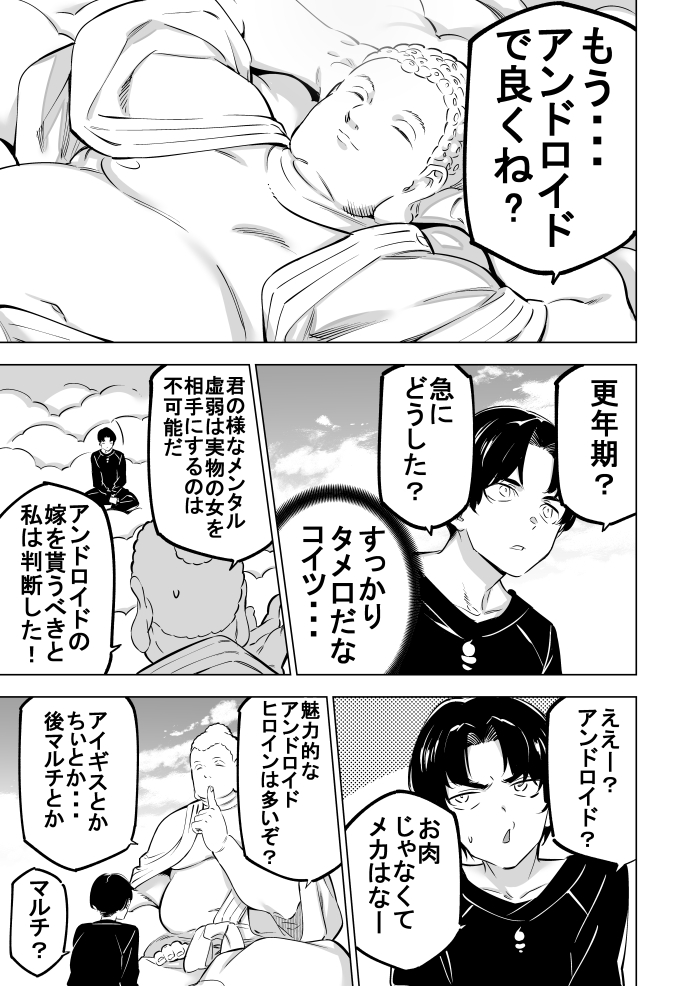 もう・・・
アンドロイド
で良くね？
更年期？
急に
どうした？
すっかり
タメ口だな
コイツ・・・
君の様なメンタル
虚弱は実物の女を
相手にするのは
不可能だ
アンドロイドの
嫁を貰うべきと
私は判断した！
ええー？
アンドロイド？
お肉
じゃなくて
メカはなー
魅力的な
アンドロイド
ヒロインは多いぞ？
アイギスとか
ちぃとか・・・
後マルチとか
マルチ？